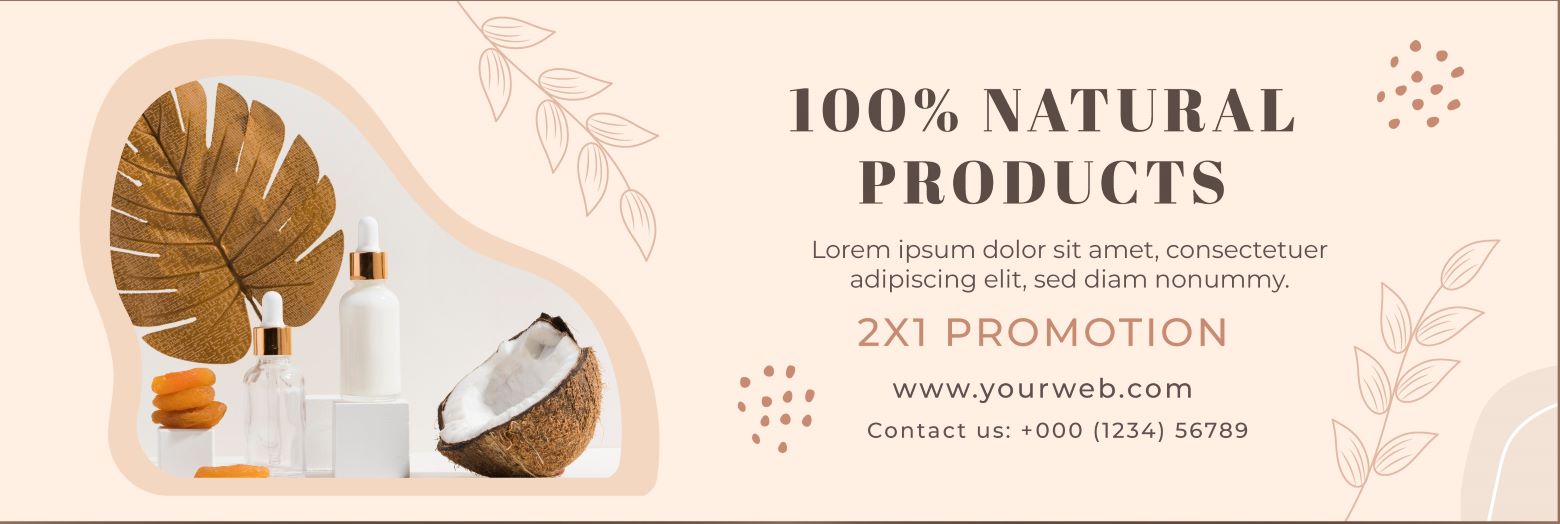 100% NATURAL
PRODUCTS
Lorem ipsum dolor sit amet, consectetuer
adipiscing elit, sed diam nonummy.
2X1 PROMOTION
www.yourweb.com
Contact us: +000 (1234) 56789